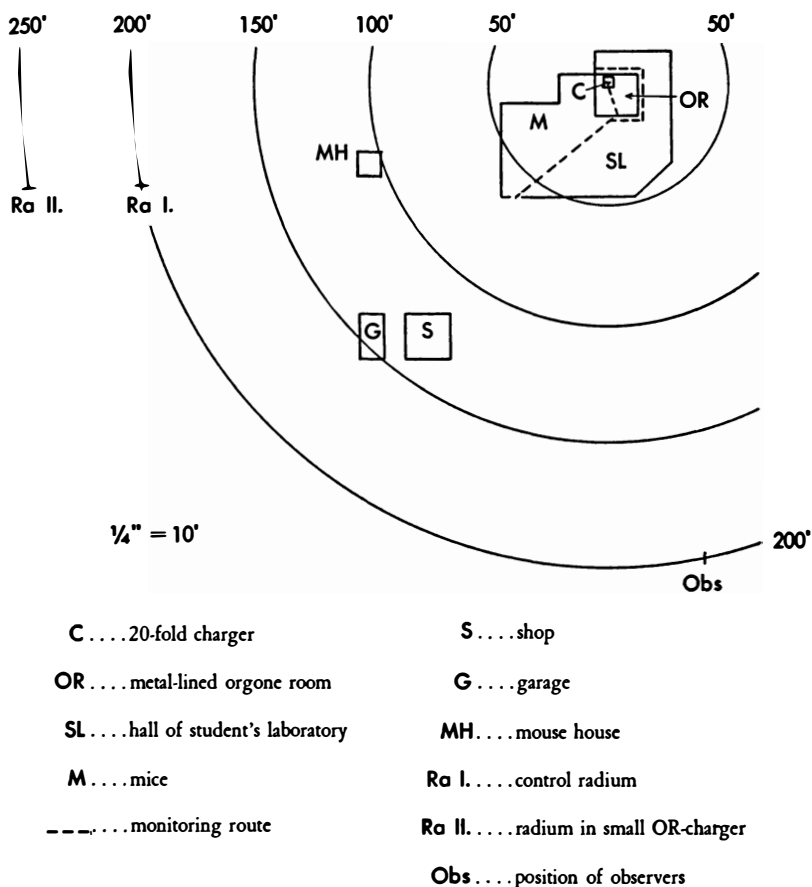 250' 200' 150' 100' 50' 50'
C
OR
M
MH
SL
Ra II. Ra I.
G S
¼" = 10'
200'
Obs
C....20-fold charger
OR....metal-lined orgone room
SL....hall of student's laboratory
M....mice
---....monitoring route
S....shop
G....garage
MH....mouse house
Ra I.....control radium
Ra II.....radium in small OR-charger
Obs....position of observers